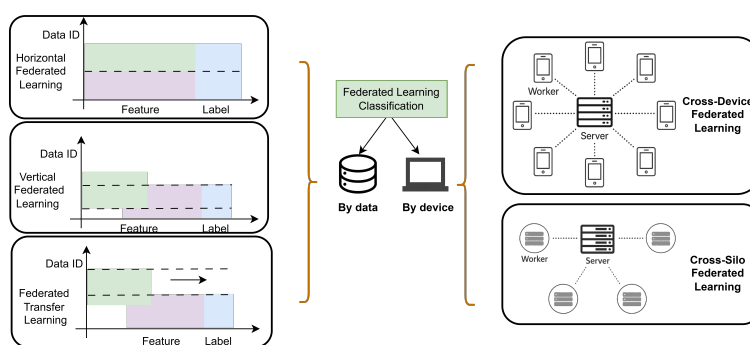 Data ID
Horizontal
Federated
Learning
Feature
Label
Data ID
Vertical
Federated
Learning
Feature
Label
Data ID
Federated
Transfer
Learning
Feature
Label
Federated Learning
Classification
By data
By device
Worker
Server
Cross-Device
Federated
Learning
Worker
Server
Cross-Silo
Federated
Learning